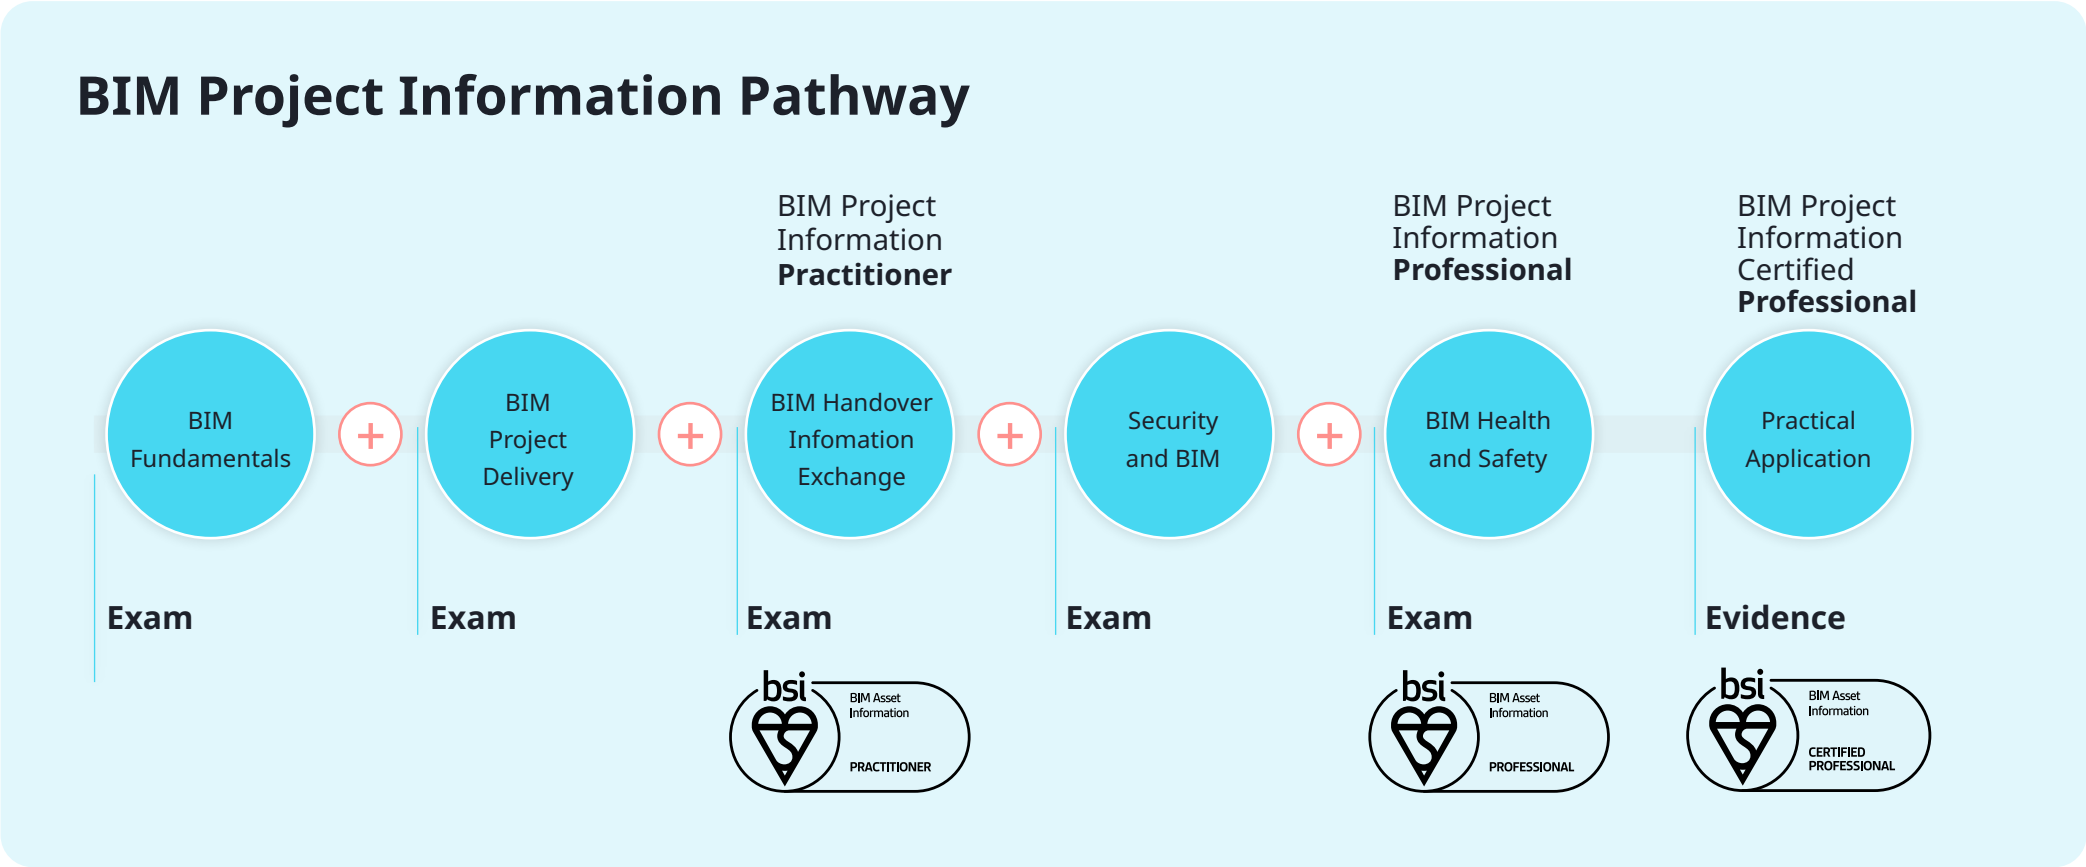 BIM Project Information Pathway
BIM Project
Information
Practitioner
BIM Project
Information
Professional
BIM Project
Information
Certified
Professional
BIM
Fundamentals
+
BIM
Project
Delivery
+
BIM Handover
Infomation
Exchange
+
Security
and BIM
+
BIM Health
and Safety
Practical
Application
Exam
Exam
Exam
Exam
Exam
Evidence
bsi
BIM Asset
Information
PRACTITIONER
bsi
BIM Asset
Information
PROFESSIONAL
bsi
BIM Asset
Information
CERTIFIED
PROFESSIONAL